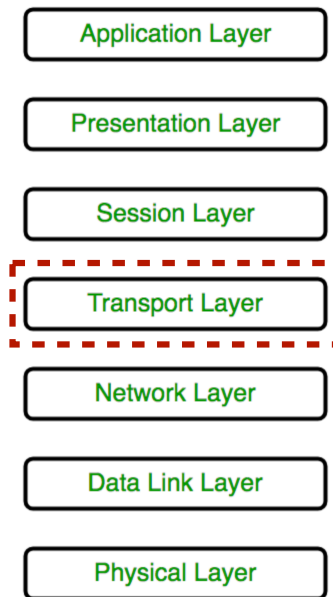 Application Layer
Presentation Layer
Session Layer
Transport Layer
Network Layer
Data Link Layer
Physical Layer